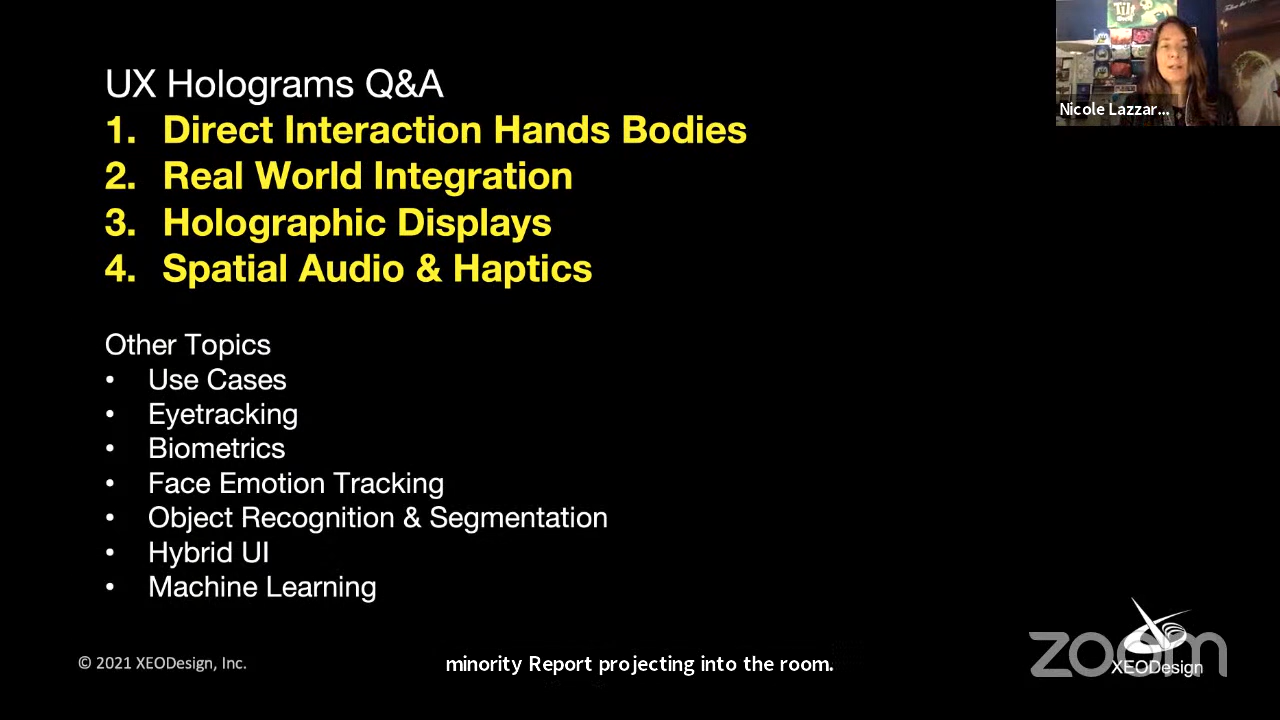 UX Holograms Q&A
1. Direct Interaction Hands Bodies
2. Real World Integration
3. Holographic Displays
4. Spatial Audio & Haptics
Other Topics
• Use Cases
• Eyetracking
• Biometrics
• Face Emotion Tracking
• Object Recognition & Segmentation
• Hybrid UI
• Machine Learning
© 2021 XEODesign, Inc.
minority Report projecting into the room.
zoom
XEODesign
Tilt
World
Nicole Lazzar...